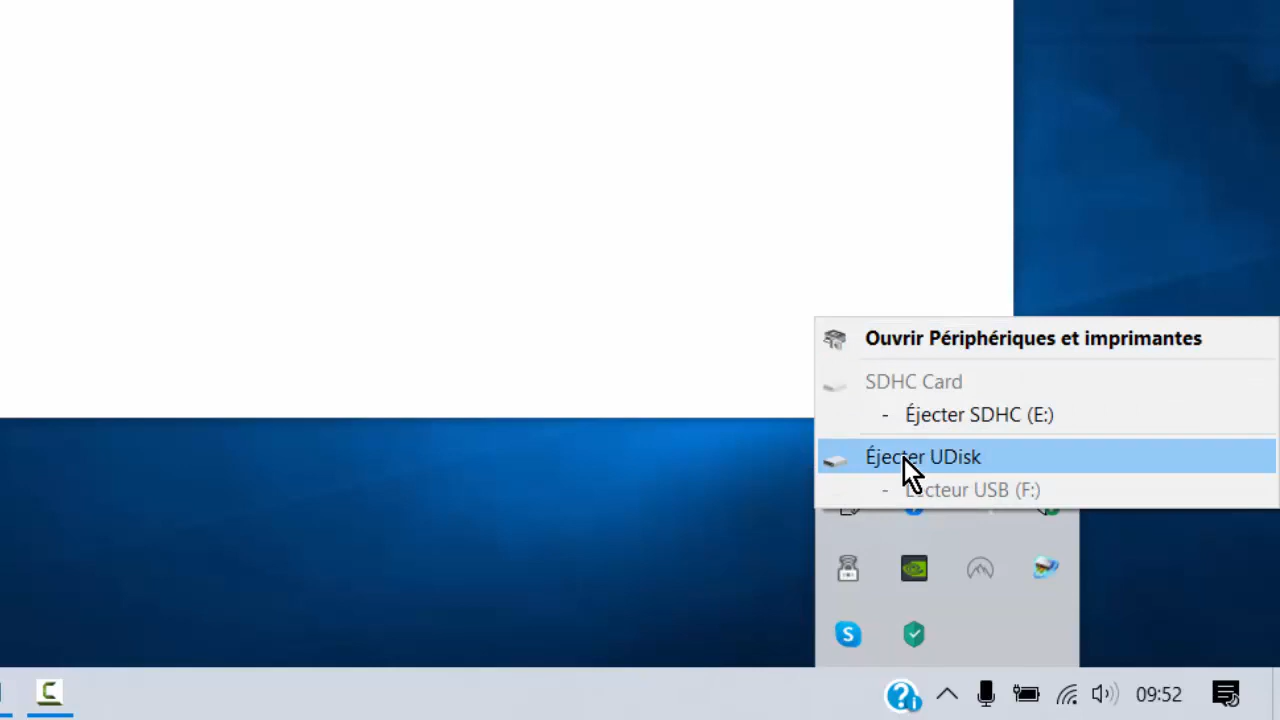 Ouvrir Périphériques et imprimantes
SDHC Card
- Éjecter SDHC (E:)
Éjecter UDisk
- Lecteur USB (F:)
S
?
i
C
09:52